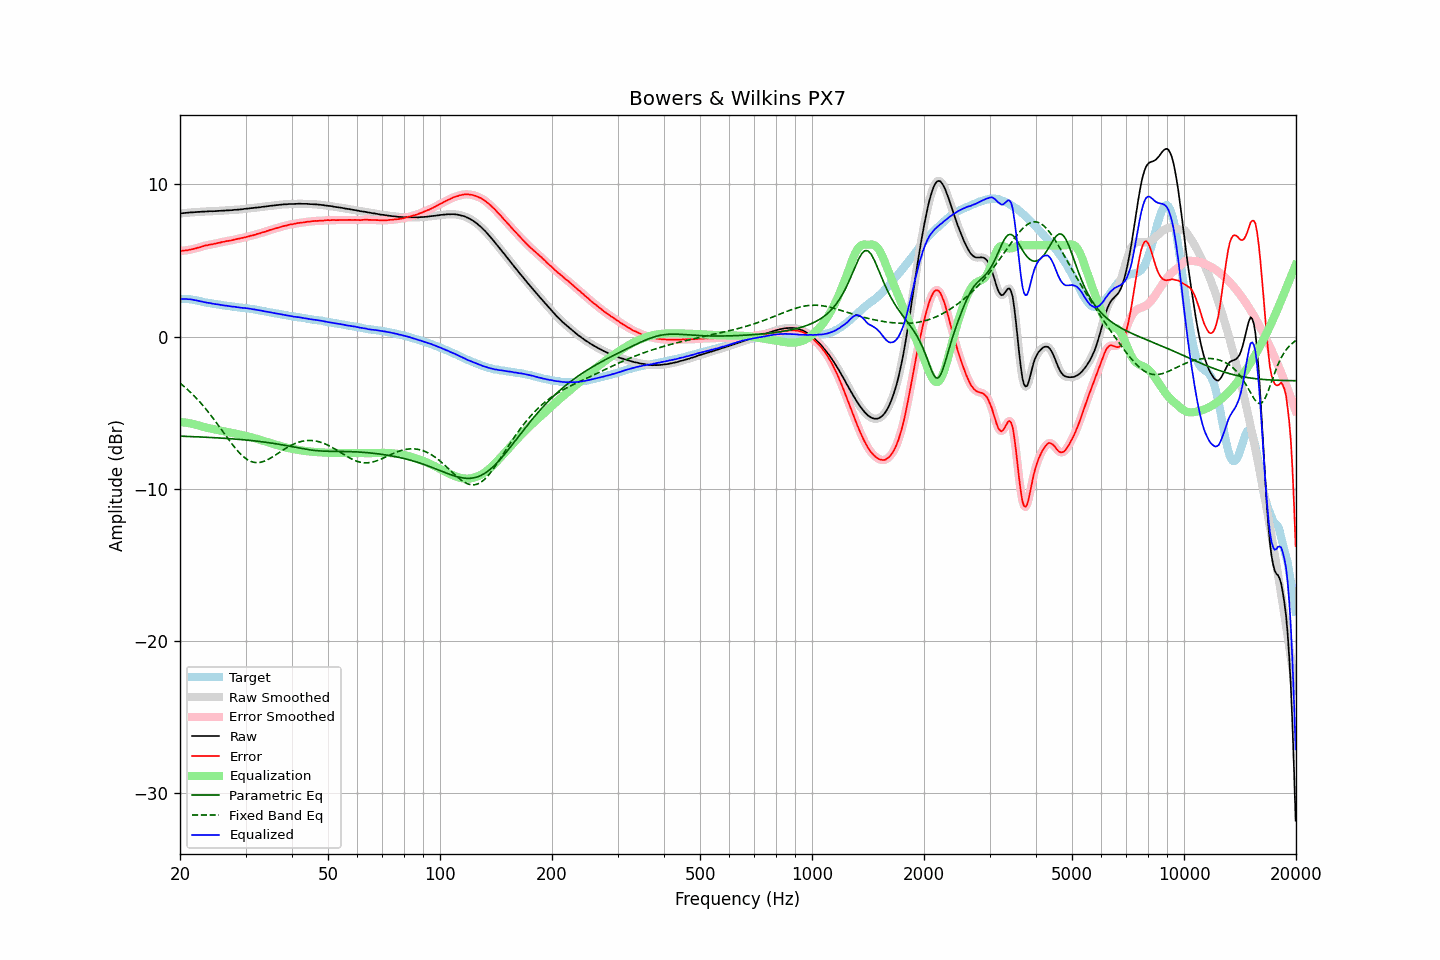 Bowers & Wilkins PX7
Amplitude (dBr)
10
0
−10
−20
−30
Target
Raw Smoothed
Error Smoothed
Raw
Error
Equalization
Parametric Eq
Fixed Band Eq
Equalized
20 50 100 200 500 1000 2000 5000 10000 20000
Frequency (Hz)